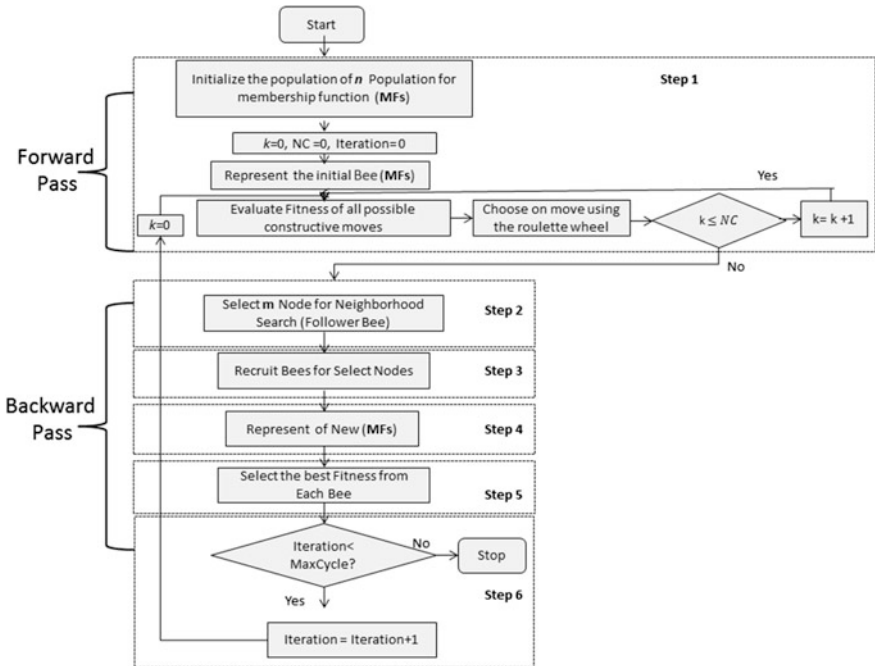 Start
Step 1
Initialize the population of n Population for
membership function (MFs)
Forward
Pass
k=0, NC =0, Iteration= 0
Represent the initial Bee (MFs)
Yes
k=0
Evaluate Fitness of all possible
constructive moves
Choose on move using
the roulette wheel
k ≤ NC
k= k +1
No
Select m Node for Neighborhood
Search (Follower Bee)
Step 2
Recruit Bees for Select Nodes
Step 3
Backward
Pass
Represent of New (MFs)
Step 4
Select the best Fitness from
Each Bee
Step 5
Iteration<
MaxCycle?
No
Stop
Yes
Step 6
Iteration = Iteration+1